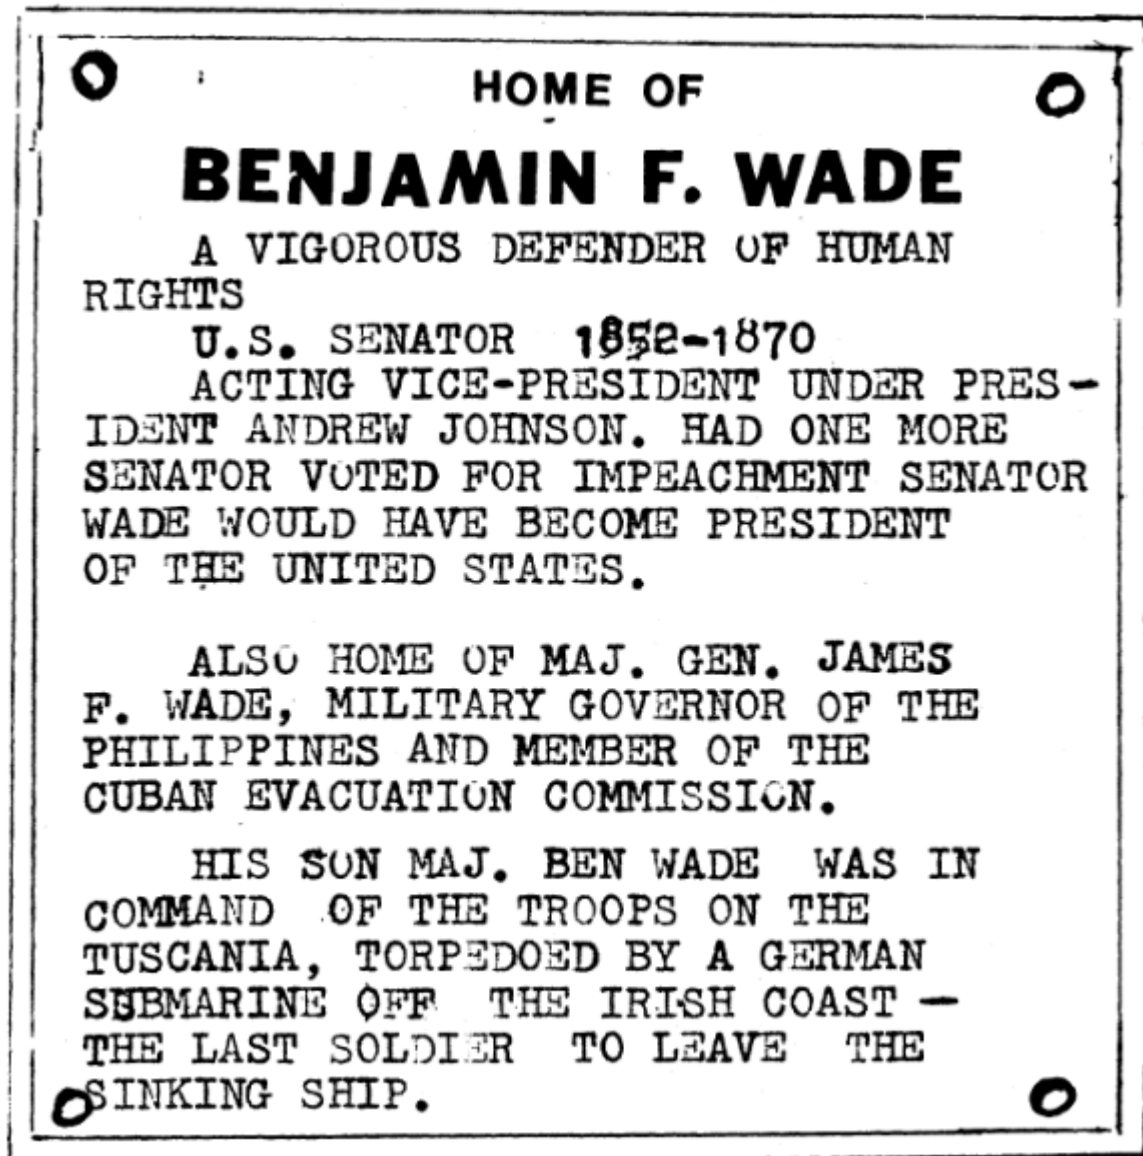 HOME OF
BENJAMIN F. WADE
A VIGOROUS DEFENDER OF HUMAN
RIGHTS
U.S. SENATOR 1852-1870
ACTING VICE-PRESIDENT UNDER PRES-
IDENT ANDREW JOHNSON. HAD ONE MORE
SENATOR VOTED FOR IMPEACHMENT SENATOR
WADE WOULD HAVE BECOME PRESIDENT
OF THE UNITED STATES.
ALSO HOME OF MAJ. GEN. JAMES
F. WADE, MILITARY GOVERNOR OF THE
PHILIPPINES AND MEMBER OF THE
CUBAN EVACUATION COMMISSION.
HIS SON MAJ. BEN WADE WAS IN
COMMAND OF THE TROOPS ON THE
TUSCANIA, TORPEDOED BY A GERMAN
SUBMARINE OFF THE IRISH COAST —
THE LAST SOLDIER TO LEAVE THE
SINKING SHIP.